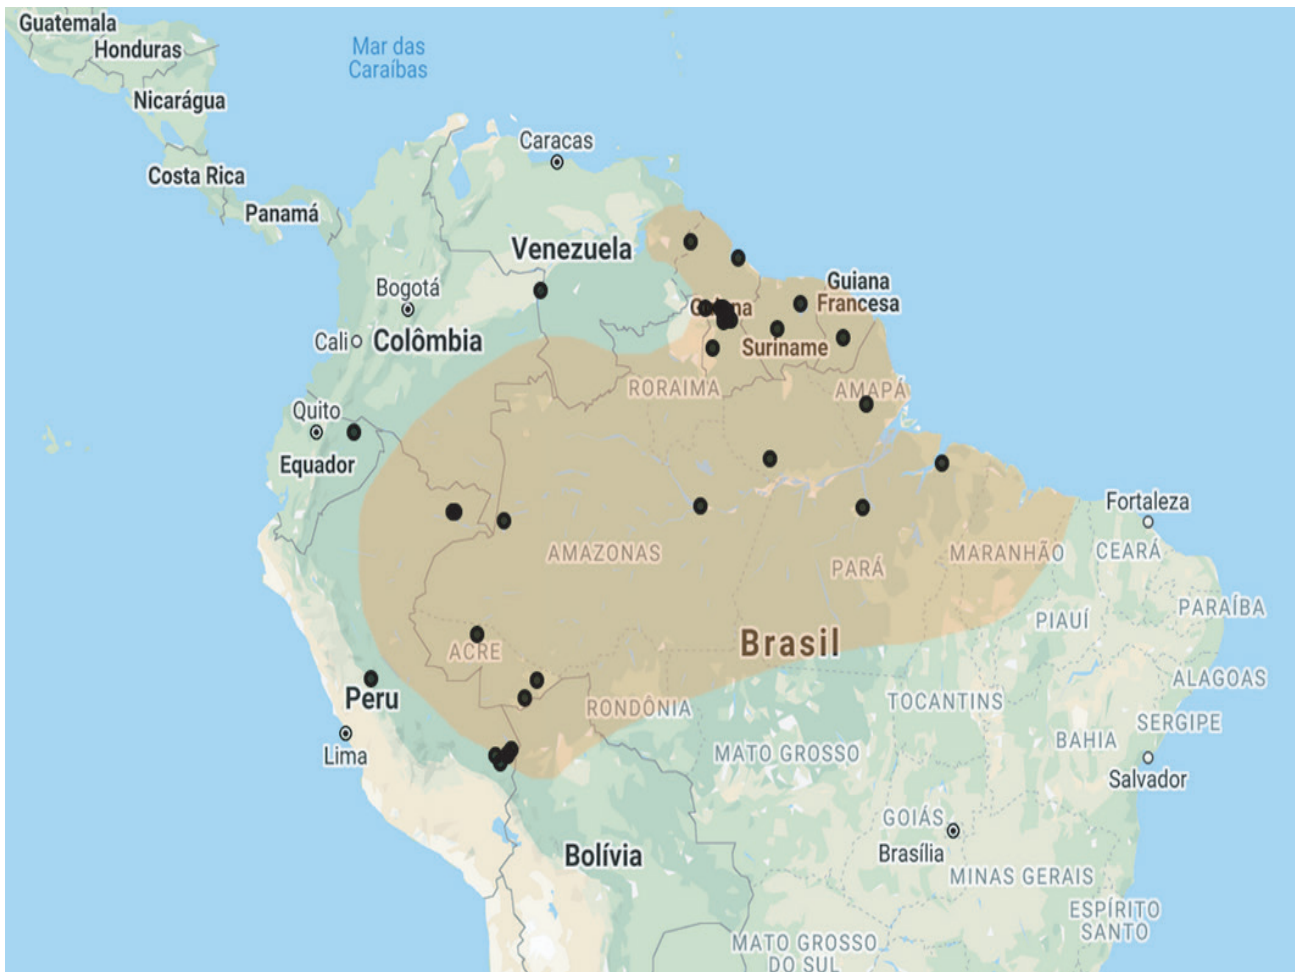 Guatemala
Honduras
Nicarágua
Costa Rica
Panamá
Mar das
Caraíbas
Caracas
Venezuela
Bogotá
Cali
Colômbia
Quito
Equador
Guiana
Guiana
Francesa
Suriname
RORAIMA
AMAPÁ
AMAZONAS
PARÁ
MARANHÃO
Fortaleza
CEARÁ
PIAUÍ
PARAÍBA
Brasil
ACRE
Peru
Lima
RONDÔNIA
TOCANTINS
ALAGOAS
SERGIPE
MATO GROSSO
BAHIA
Salvador
GOIÁS
Brasília
Bolívia
MINAS GERAIS
ESPÍRITO
SANTO
MATO GROSSO
DO SUL